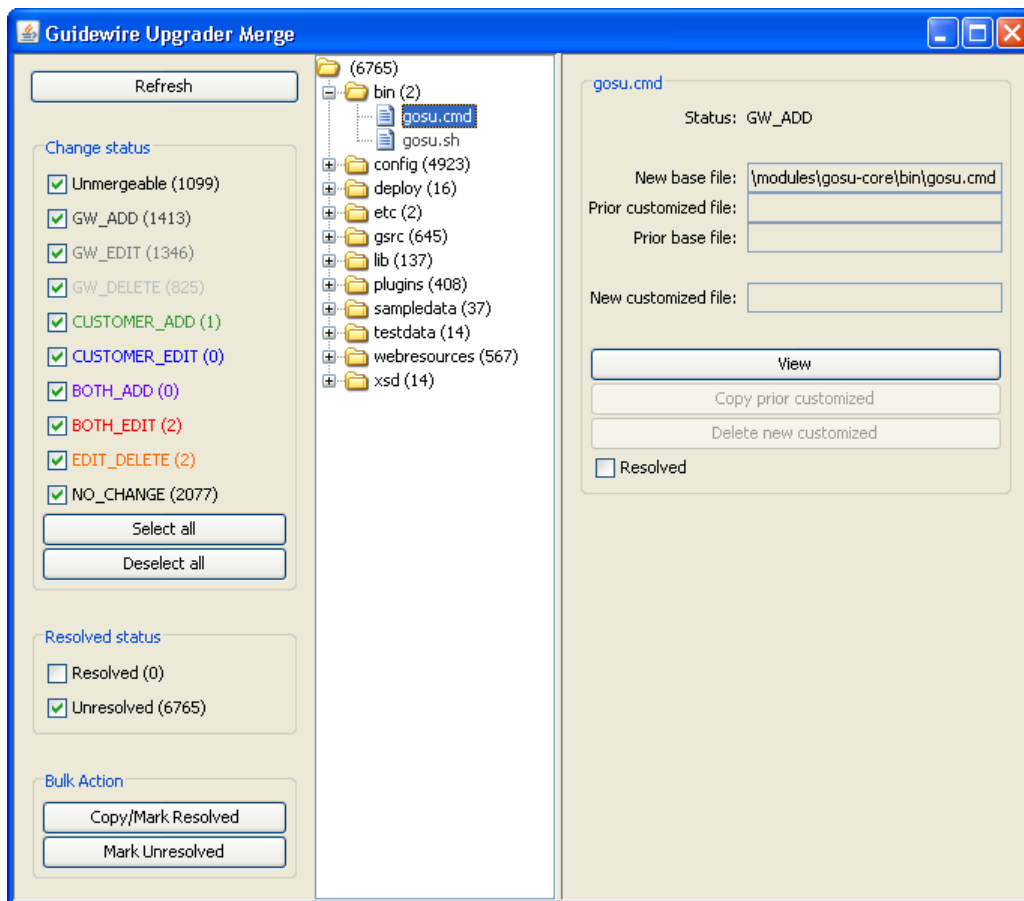 Guidewire Upgrader Merge
Refresh
Change status
Unmergeable (1099)
GW_ADD (1413)
GW_EDIT (1346)
GW_DELETE (825)
CUSTOMER_ADD (1)
CUSTOMER_EDIT (0)
BOTH_ADD (0)
BOTH_EDIT (2)
EDIT_DELETE (2)
NO_CHANGE (2077)
Select all
Deselect all
Resolved status
Resolved (0)
Unresolved (6765)
Bulk Action
Copy/Mark Resolved
Mark Unresolved
(6765)
bin (2)
gosu.cmd
gosu.sh
config (4923)
deploy (16)
etc (2)
gsrc (645)
lib (137)
plugins (408)
sampledata (37)
testdata (14)
webresources (567)
xsd (14)
gosu.cmd
Status: GW_ADD
New base file: \modules\gosu-core\bin\gosu.cmd
Prior customized file:
Prior base file:
New customized file:
View
Copy prior customized
Delete new customized
Resolved